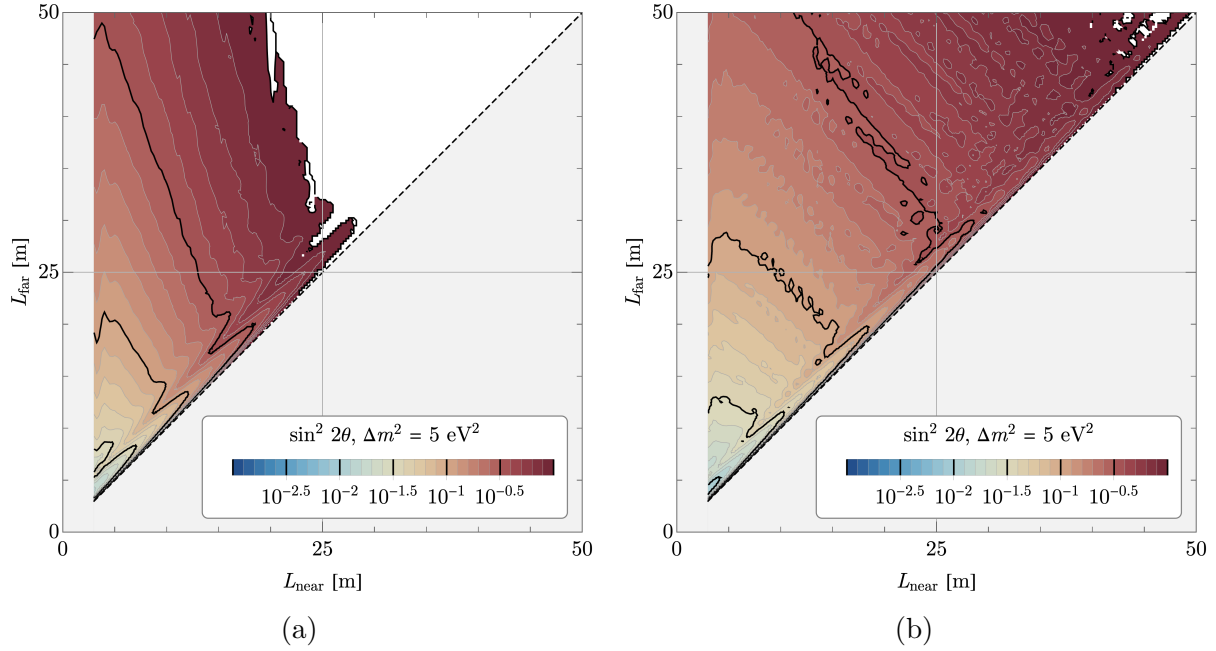 50
25
0
L_far [m]
sin² 2θ, Δm² = 5 eV²
10^−2.5 10^−2 10^−1.5 10^−1 10^−0.5
0 25 50
L_near [m]
(a)
50
25
0
L_far [m]
sin² 2θ, Δm² = 5 eV²
10^−2.5 10^−2 10^−1.5 10^−1 10^−0.5
0 25 50
L_near [m]
(b)